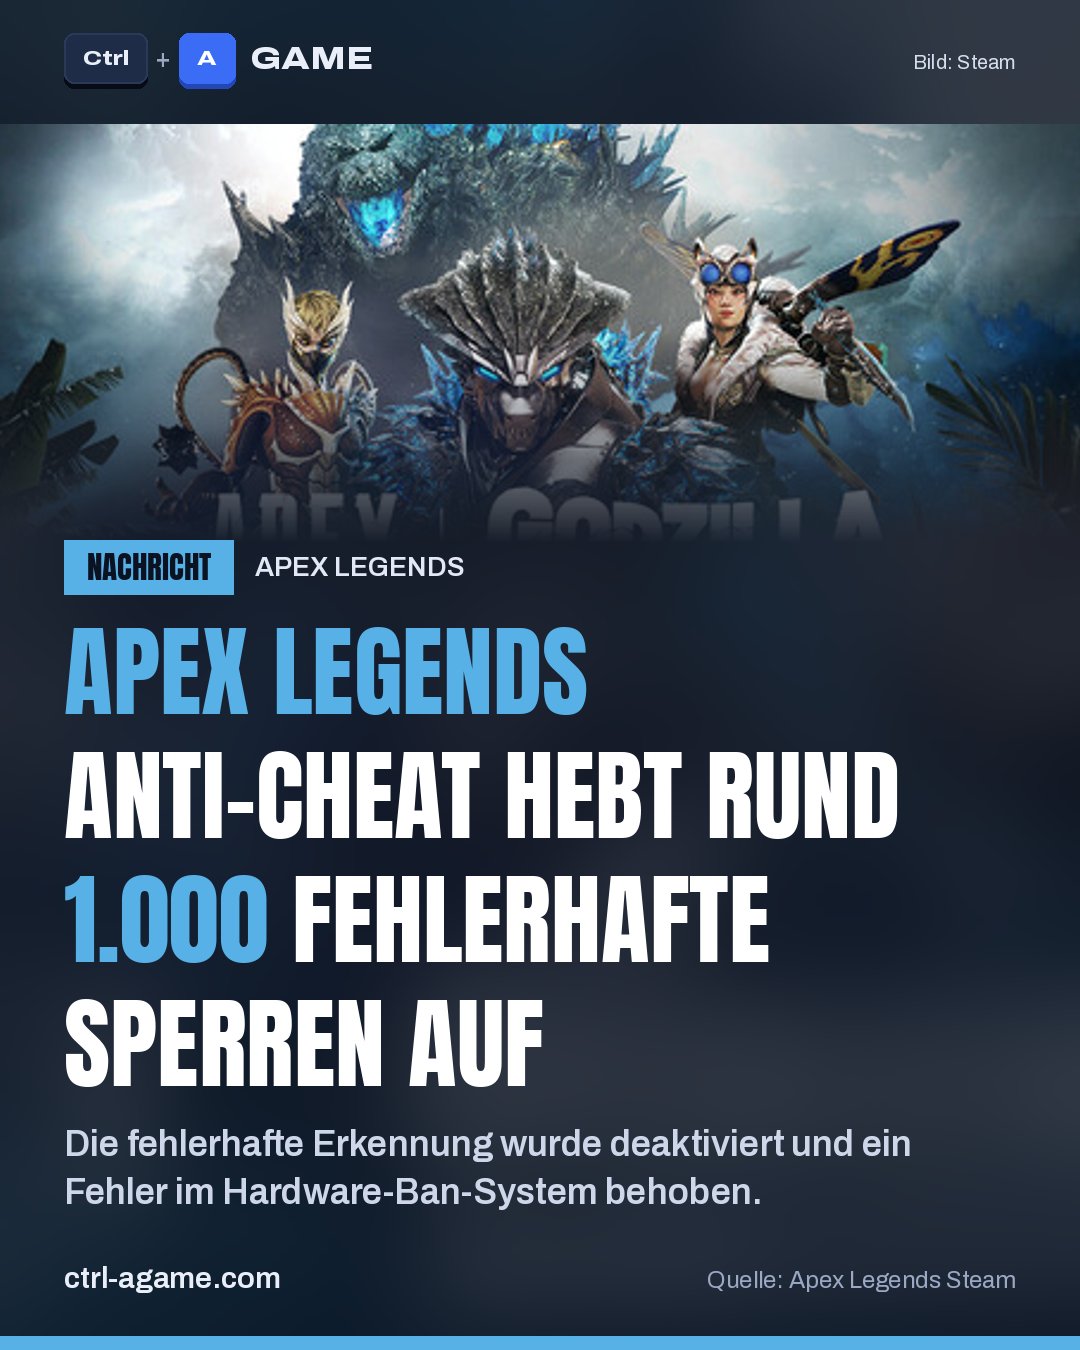 Ctrl + A GAME
Bild: Steam
APEX GODZILLA
NACHRICHT APEX LEGENDS
APEX LEGENDS
ANTI-CHEAT HEBT RUND
1.000 FEHLERHAFTE
SPERREN AUF
Die fehlerhafte Erkennung wurde deaktiviert und ein
Fehler im Hardware-Ban-System behoben.
ctrl-agame.com
Quelle: Apex Legends Steam